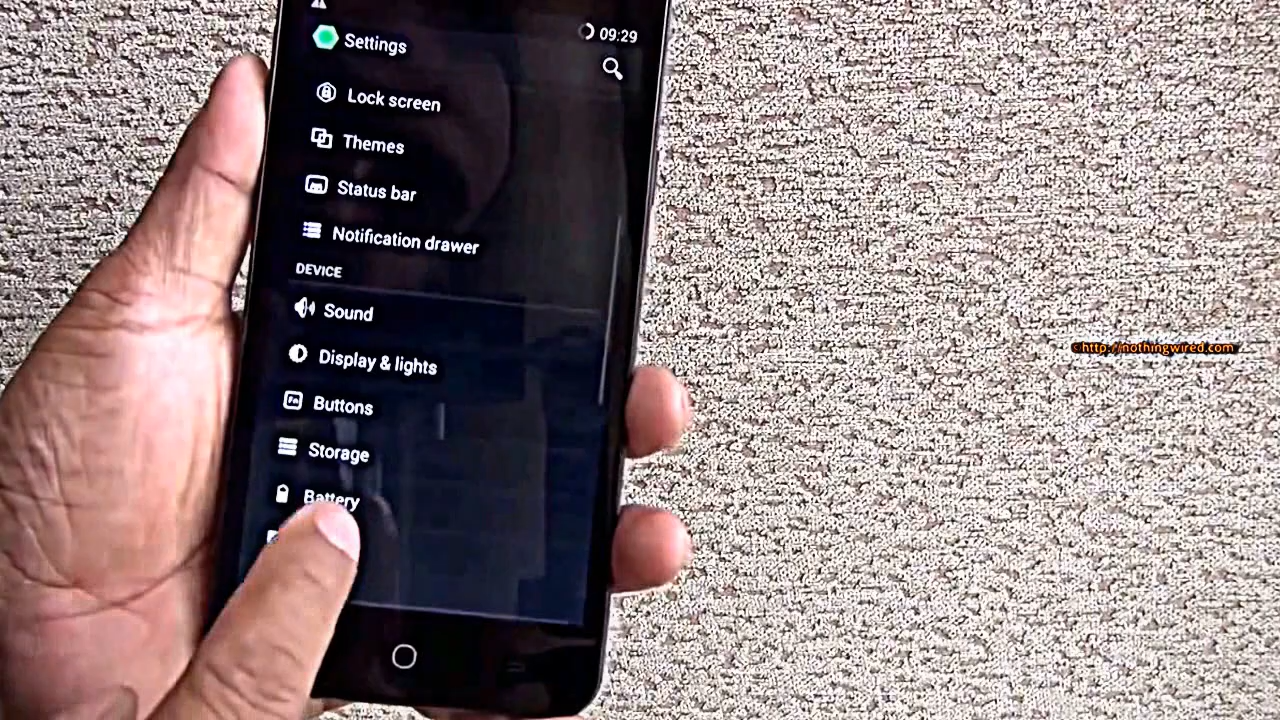 09:29
Settings
Lock screen
Themes
Status bar
Notification drawer
DEVICE
Sound
Display & lights
Buttons
Storage
Battery
©http://nothingwired.com